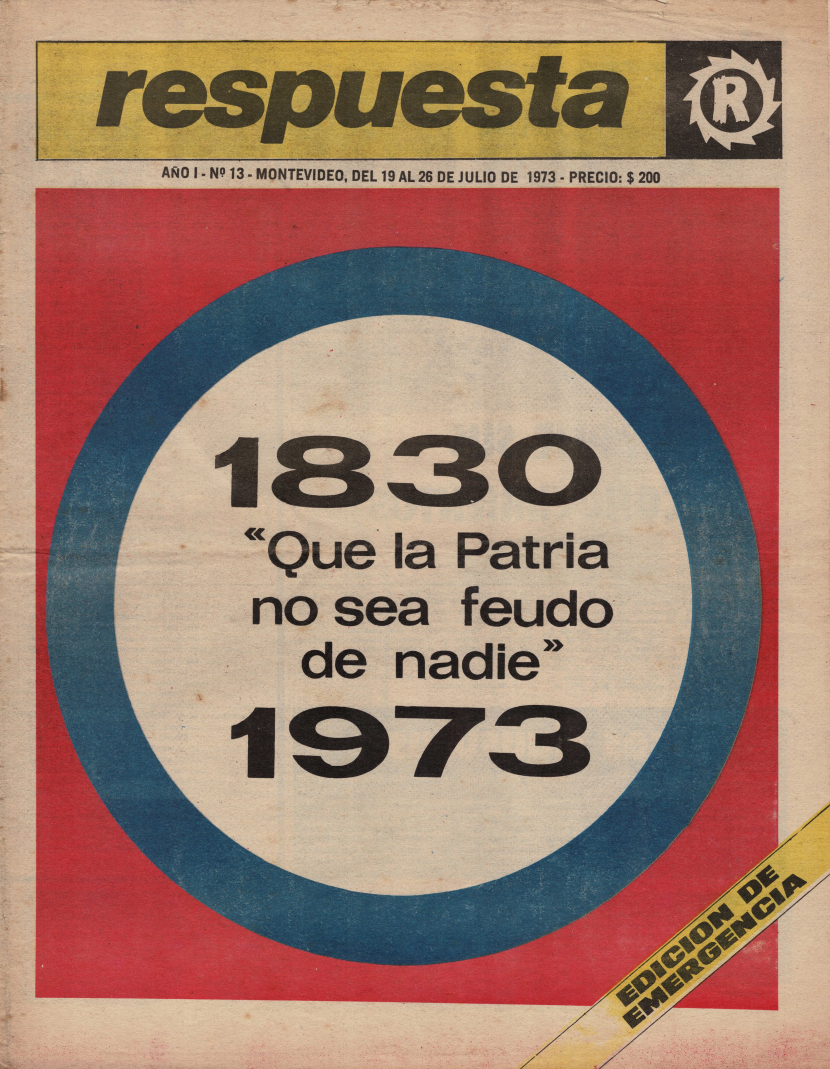 respuesta
R
AÑO I - Nº 13 - MONTEVIDEO, DEL 19 AL 26 DE JULIO DE 1973 - PRECIO: $ 200
1830
“Que la Patria
no sea feudo
de nadie”
1973
EDICION DE
EMERGENCIA